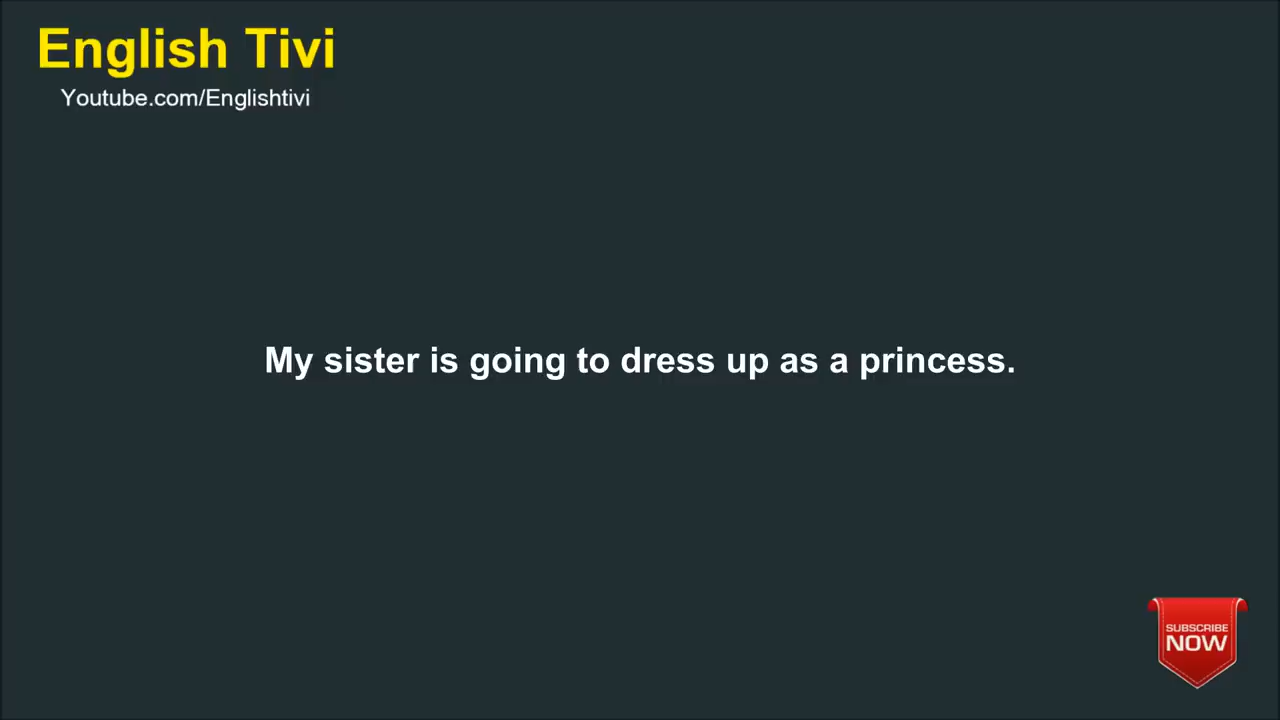 English Tivi
Youtube.com/Englishtivi
My sister is going to dress up as a princess.
SUBSCRIBE
NOW